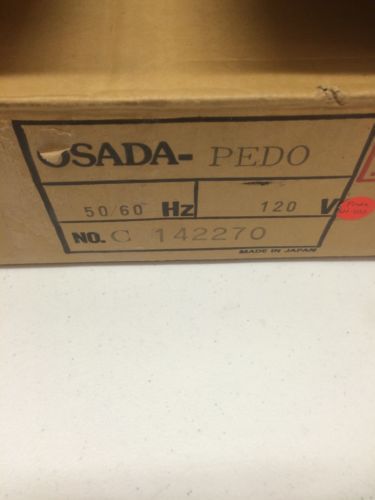 OSADA- PEDO
50/60 Hz 120 V
NO. C 142270
MADE IN JAPAN